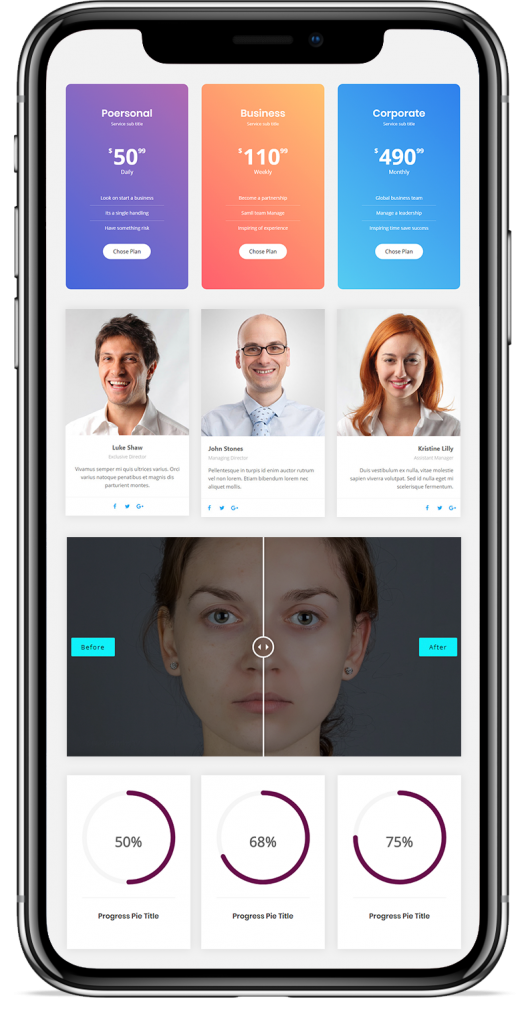 Poersonal
Service sub title
$50.99
Daily
Look on start a business
Its a single handling
Have something risk
Chose Plan
Business
Service sub title
$110.99
Weekly
Become a partnership
Samll team Manage
Inspiring of experience
Chose Plan
Corporate
Service sub title
$490.99
Monthly
Global business team
Manage a leadership
Inspiring time save success
Chose Plan
Luke Shaw
Exclusive Director
Vivamus semper mi quis ultrices varius. Orci
varius natoque penatibus et magnis dis
parturient montes.
John Stones
Managing Director
Pellentesque in turpis id enim auctor rutrum
vel non lorem. Etiam bibendum lorem nec
aliquet mollis.
Kristine Lilly
Assistant Manager
Duis vestibulum ex nulla, vitae molestie
sapien viverra volutpat. Sed id nulla eget mi
scelerisque fermentum.
Before
After
50%
Progress Pie Title
68%
Progress Pie Title
75%
Progress Pie Title